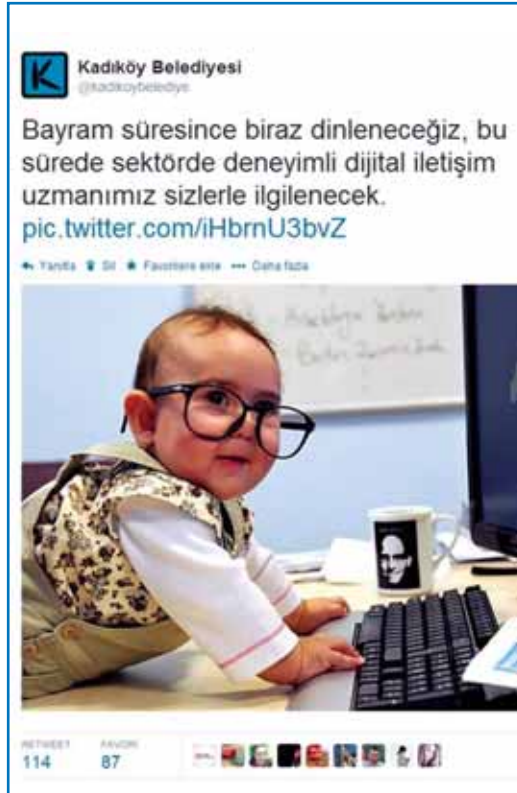 Kadıköy Belediyesi
@kadikoybelediye
Bayram süresince biraz dinleneceğiz, bu
sürede sektörde deneyimli dijital iletişim
uzmanımız sizlerle ilgilenecek.
pic.twitter.com/iHbrnU3bvZ
Yanıtla Sil Favorilere ekle Daha fazla
RETWEET FAVORİ
114 87